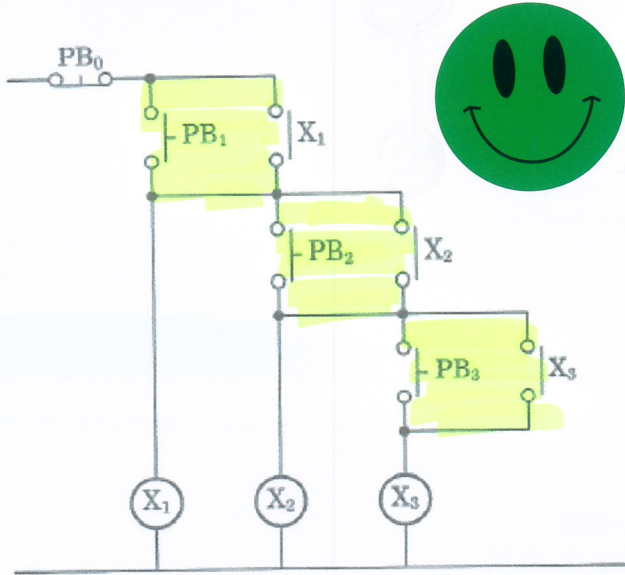 PB₀
PB₁ X₁
PB₂ X₂
PB₃ X₃
X₁ X₂ X₃